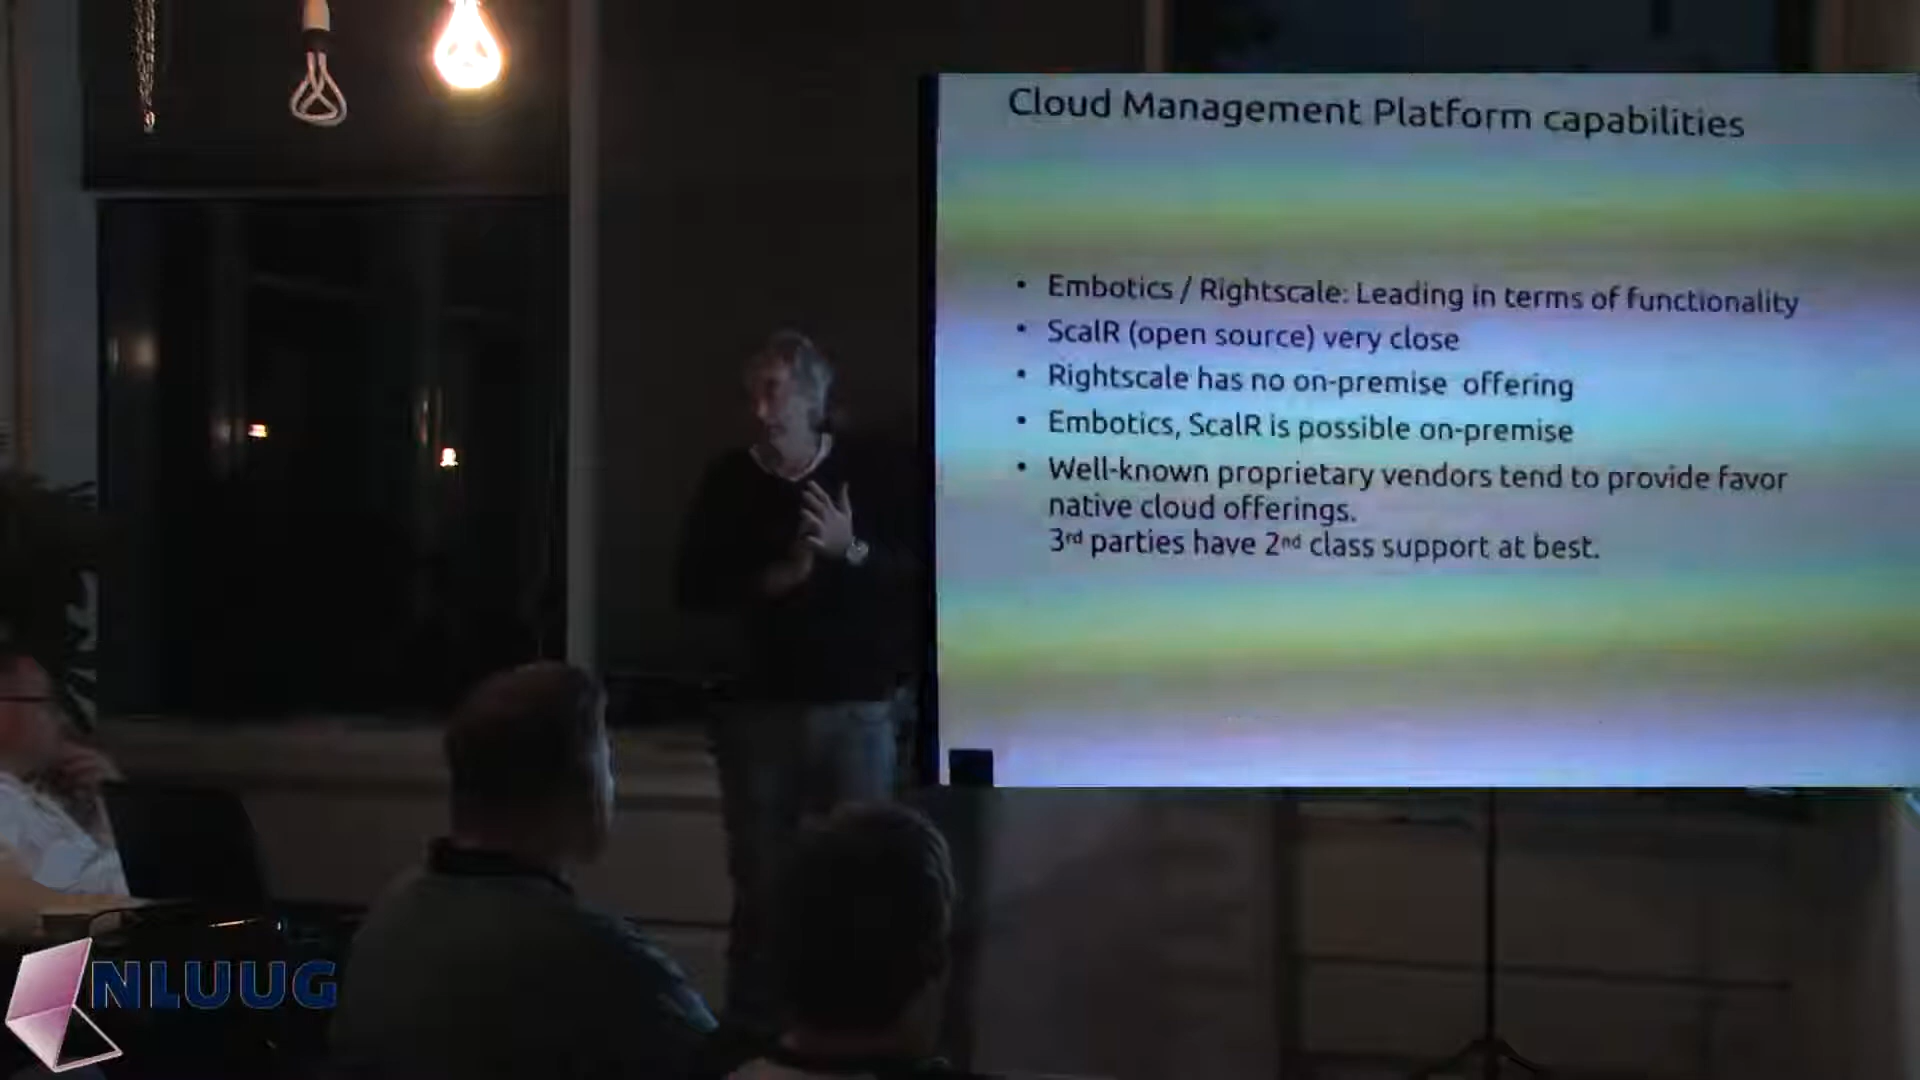 Cloud Management Platform capabilities
• Embotics / Rightscale: Leading in terms of functionality
• ScalR (open source) very close
• Rightscale has no on-premise offering
• Embotics, ScalR is possible on-premise
• Well-known proprietary vendors tend to provide favor
native cloud offerings.
3rd parties have 2nd class support at best.
NLUUG